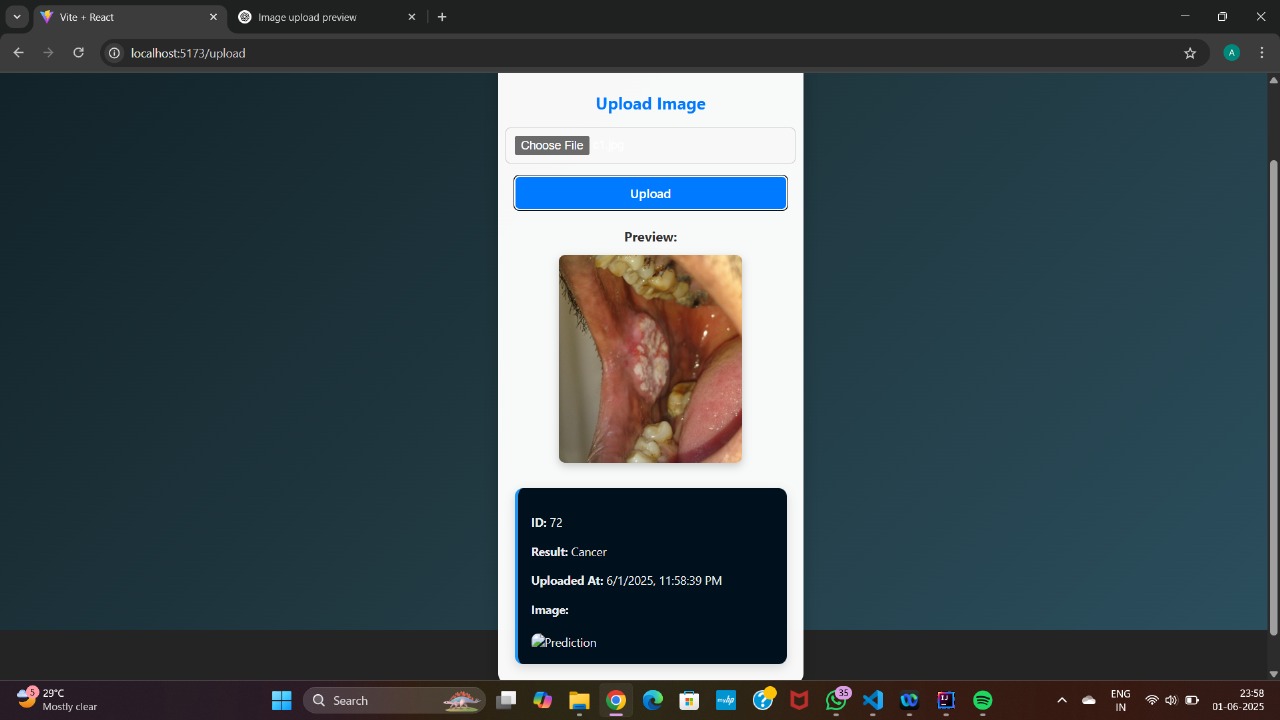 Vite + React
Image upload preview
localhost:5173/upload
A
Upload Image
Choose File
Upload
Preview:
ID: 72
Result: Cancer
Uploaded At: 6/1/2025, 11:58:39 PM
Image:
Prediction
5
29°C
Mostly clear
Search
35
ENG
IN
23:58
01-06-2025